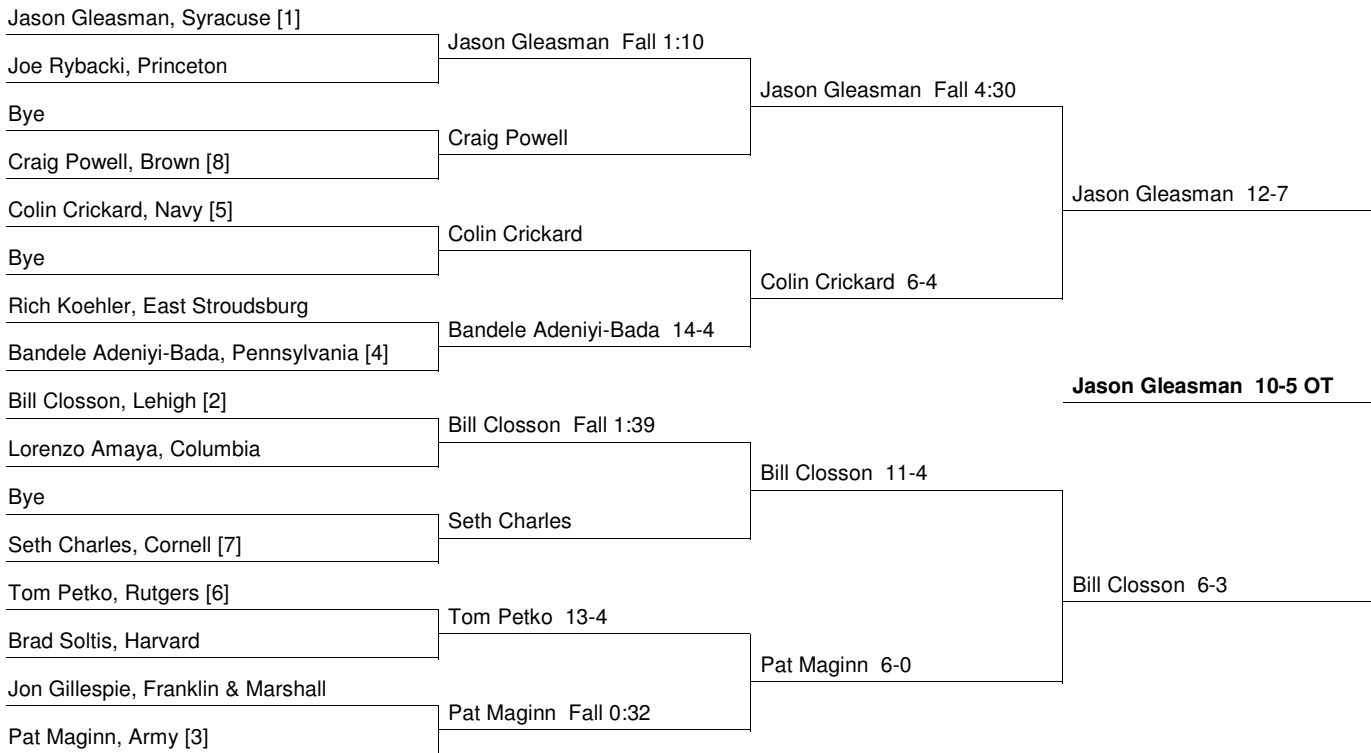 Jason Gleasman, Syracuse [1]
Joe Rybacki, Princeton
Bye
Craig Powell, Brown [8]
Colin Crickard, Navy [5]
Bye
Rich Koehler, East Stroudsburg
Bandele Adeniyi-Bada, Pennsylvania [4]
Bill Closson, Lehigh [2]
Lorenzo Amaya, Columbia
Bye
Seth Charles, Cornell [7]
Tom Petko, Rutgers [6]
Brad Soltis, Harvard
Jon Gillespie, Franklin & Marshall
Pat Maginn, Army [3]
Jason Gleasman Fall 1:10
Craig Powell
Colin Crickard
Bandele Adeniyi-Bada 14-4
Bill Closson Fall 1:39
Seth Charles
Tom Petko 13-4
Pat Maginn Fall 0:32
Jason Gleasman Fall 4:30
Colin Crickard 6-4
Bill Closson 11-4
Pat Maginn 6-0
Jason Gleasman 12-7
Bill Closson 6-3
Jason Gleasman 10-5 OT